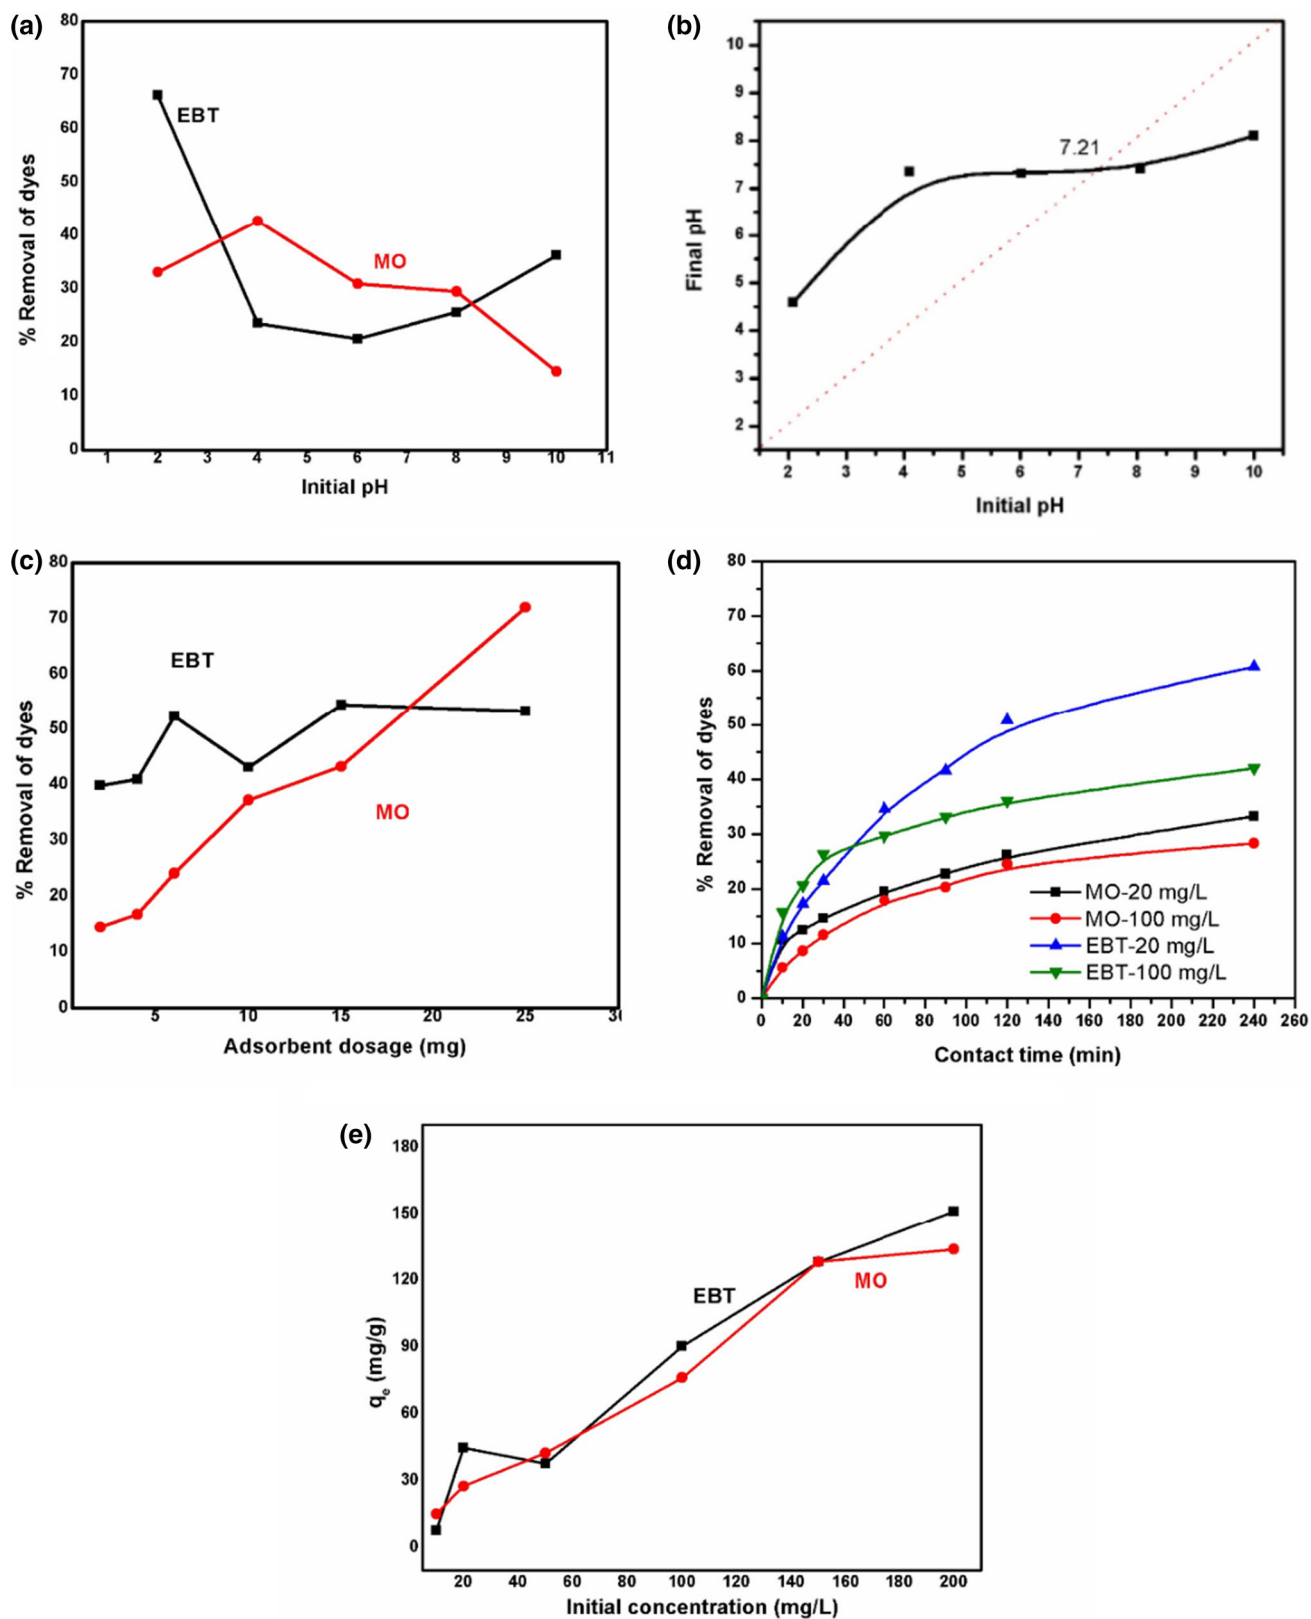 (a)
80
70
60
50
40
30
20
10
0
% Removal of dyes
EBT
MO
1 2 3 4 5 6 7 8 9 10 11
Initial pH
(b)
10
9
8
7
6
5
4
3
2
Final pH
7.21
2 3 4 5 6 7 8 9 10
Initial pH
(c)
80
70
60
50
40
30
20
10
0
% Removal of dyes
EBT
MO
5 10 15 20 25
Adsorbent dosage (mg)
(d)
80
70
60
50
40
30
20
10
0
% Removal of dyes
MO-20 mg/L
MO-100 mg/L
EBT-20 mg/L
EBT-100 mg/L
0 20 40 60 80 100 120 140 160 180 200 220 240 260
Contact time (min)
(e)
180
150
120
90
60
30
0
qe (mg/g)
EBT
MO
20 40 60 80 100 120 140 160 180 200
Initial concentration (mg/L)